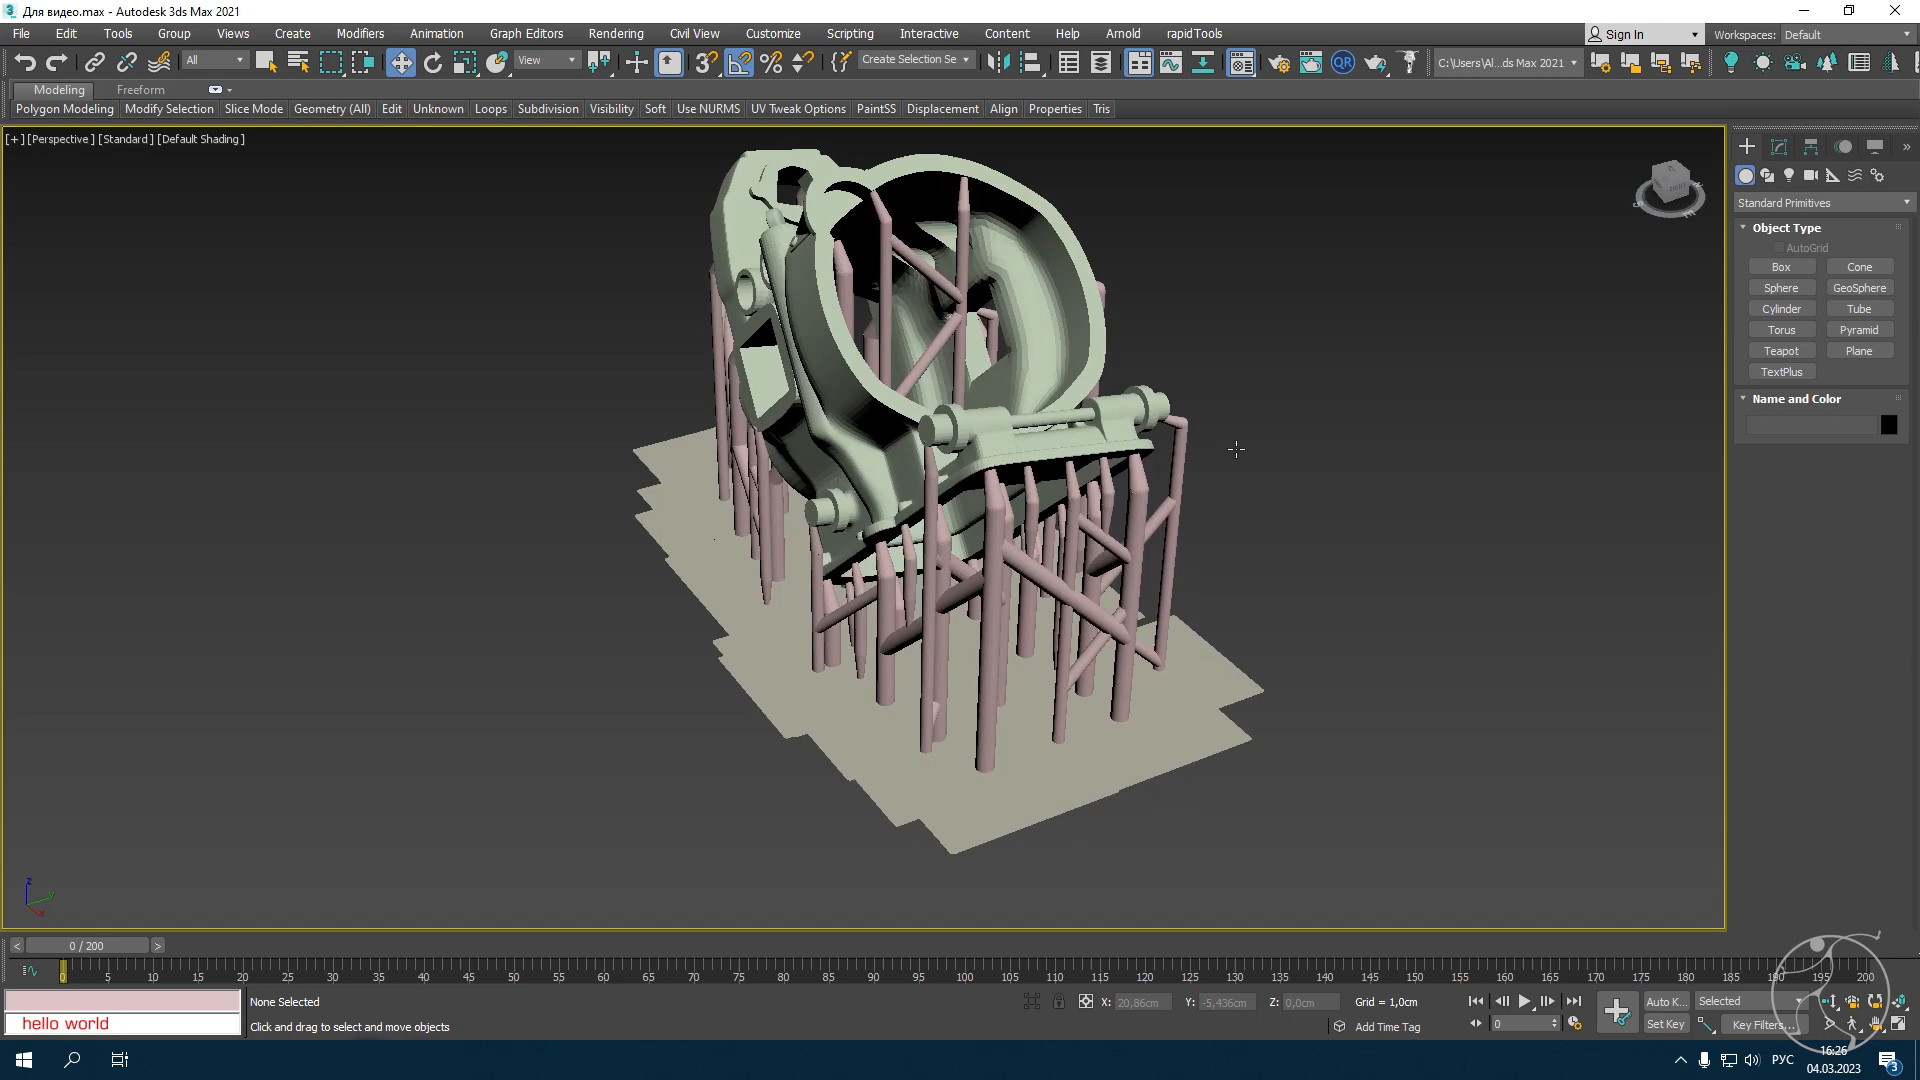 Для видео.max - Autodesk 3ds Max 2021
File Edit Tools Group Views Create Modifiers Animation Graph Editors Rendering Civil View Customize Scripting Interactive Content Help Arnold rapidTools Sign In Workspaces: Default
All View Create Selection Se QR C:\Users\Al...ds Max 2021
Modeling Freeform
Polygon Modeling Modify Selection Slice Mode Geometry (All) Edit Unknown Loops Subdivision Visibility Soft Use NURMS UV Tweak Options PaintSS Displacement Align Properties Tris
[+] [Perspective] [Standard] [Default Shading]
Standard Primitives
Object Type
AutoGrid
Box Cone
Sphere GeoSphere
Cylinder Tube
Torus Pyramid
Teapot Plane
TextPlus
Name and Color
z
y
x
< 0 / 200 >
0 5 10 15 20 25 30 35 40 45 50 55 60 65 70 75 80 85 90 95 100 105 110 115 120 125 130 135 140 145 150 155 160 165 170 175 180 185 190 195 200
None Selected X: 20,86cm Y: -5,436cm Z: 0,0cm Grid = 1,0cm Auto K... Selected
hello world Click and drag to select and move objects Add Time Tag 0 Set Key Key Filters...
РУС 16:26
04.03.2023 3